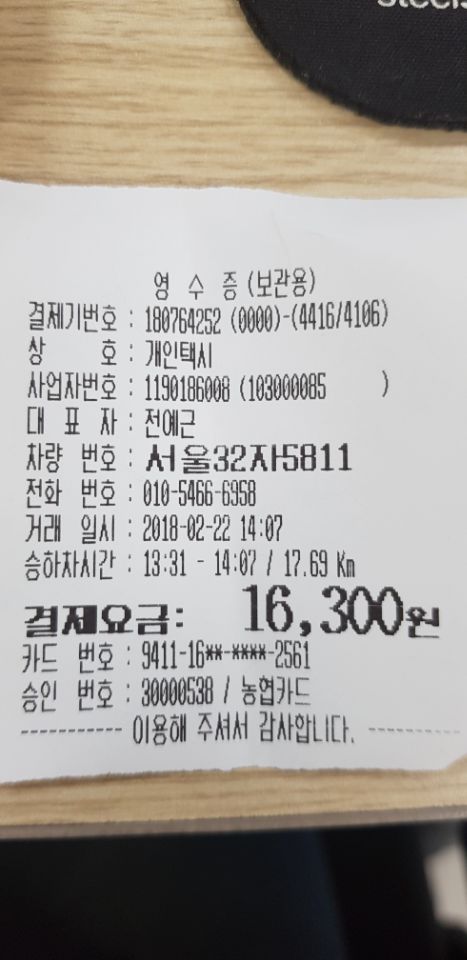 영 수 증 (보관용)
결제기번호 : 180764252 (0000)-(4416/4106)
상 호 : 개인택시
사업자번호 : 1190186008 (103000085 )
대 표 자 : 전예근
차량 번호 : 서울32자5811
전화 번호 : 010-5466-6958
거래 일시 : 2018-02-22 14:07
승하차시간 : 13:31 - 14:07 / 17.69 Km
결제요금: 16,300원
카드 번호 : 9411-16**-****-2561
승인 번호 : 30000538 / 농협카드
----------- 이용해 주셔서 감사합니다. ----------